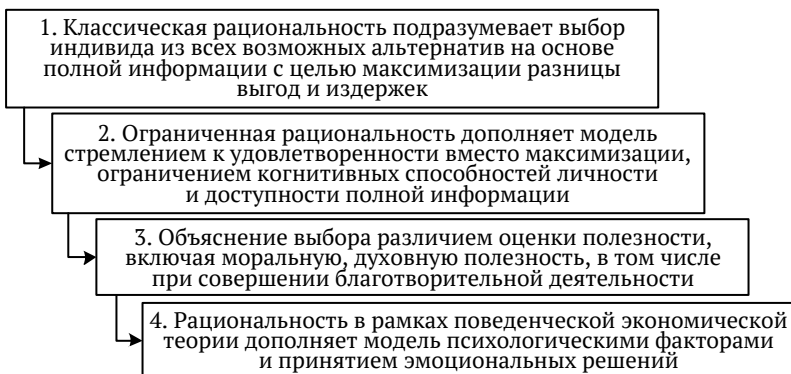 1. Классическая рациональность подразумевает выбор
индивида из всех возможных альтернатив на основе
полной информации с целью максимизации разницы
выгод и издержек
2. Ограниченная рациональность дополняет модель
стремлением к удовлетворенности вместо максимизации,
ограничением когнитивных способностей личности
и доступности полной информации
3. Объяснение выбора различием оценки полезности,
включая моральную, духовную полезность, в том числе
при совершении благотворительной деятельности
4. Рациональность в рамках поведенческой экономической
теории дополняет модель психологическими факторами
и принятием эмоциональных решений